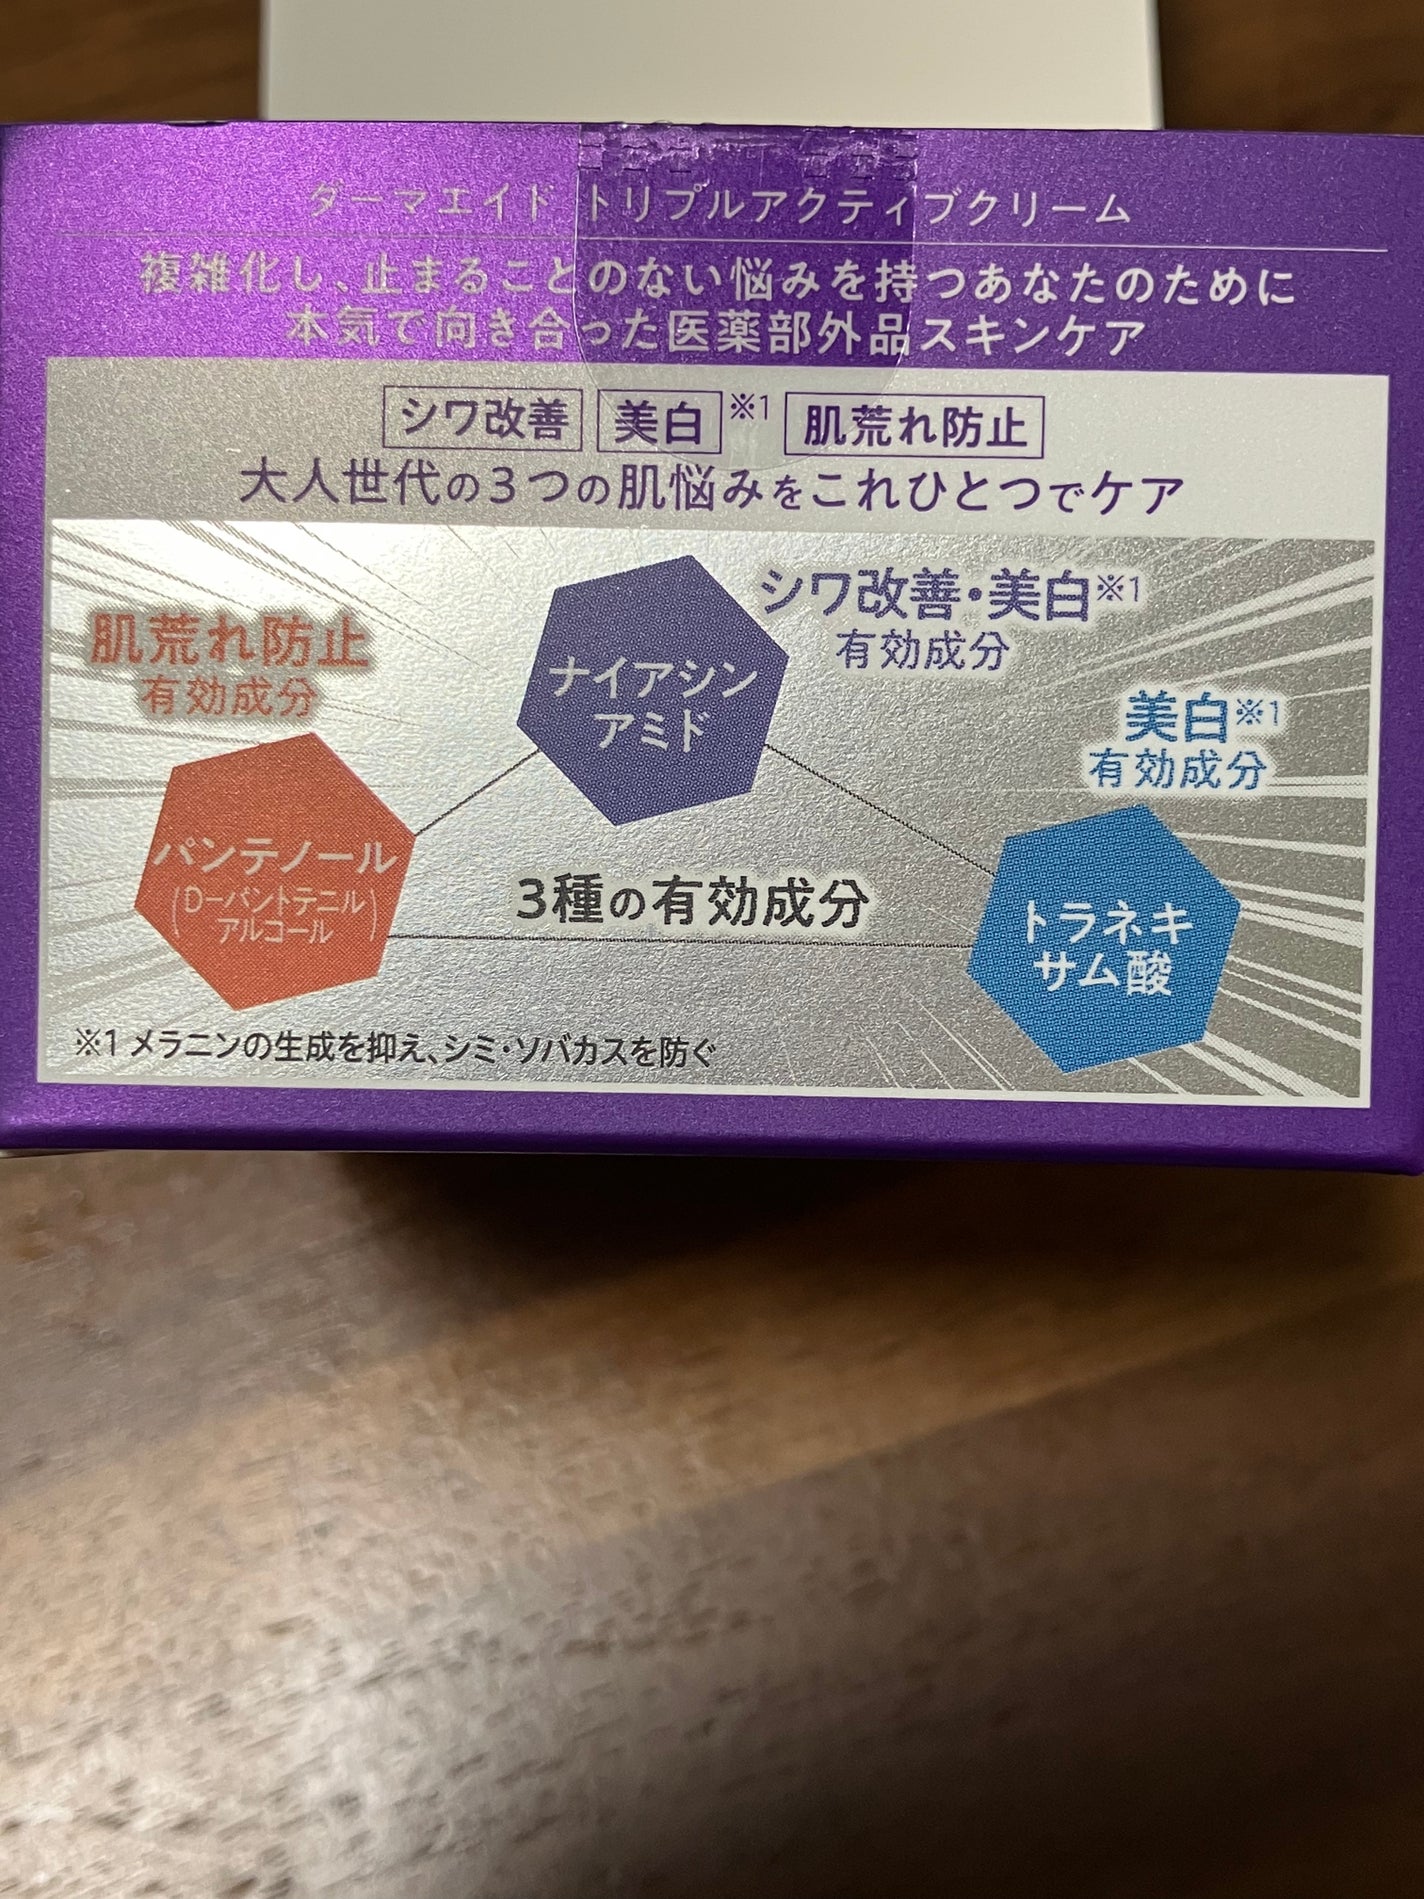 ダーマエイド トリプルアクティブクリーム
複雑化し、止まることのない悩みを持つあなたのために
本気で向き合った医薬部外品スキンケア
シワ改善 美白※1 肌荒れ防止
大人世代の3つの肌悩みをこれひとつでケア
シワ改善・美白※1
有効成分
ナイアシン
アミド
肌荒れ防止
有効成分
パンテノール
(D-パントテニル
アルコール)
美白※1
有効成分
トラネキ
サム酸
3種の有効成分
※1 メラニンの生成を抑え、シミ・ソバカスを防ぐ